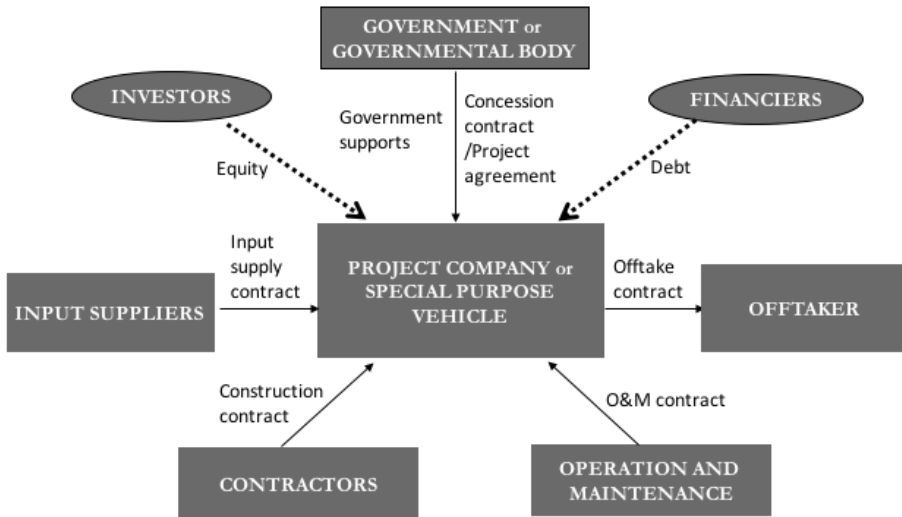 GOVERNMENT or
GOVERNMENTAL BODY
INVESTORS
FINANCIERS
Government
supports
Concession
contract
/Project
agreement
Equity
Debt
Input
supply
contract
PROJECT COMPANY or
SPECIAL PURPOSE
VEHICLE
Offtake
contract
INPUT SUPPLIERS
OFFTAKER
Construction
contract
O&M contract
CONTRACTORS
OPERATION AND
MAINTENANCE